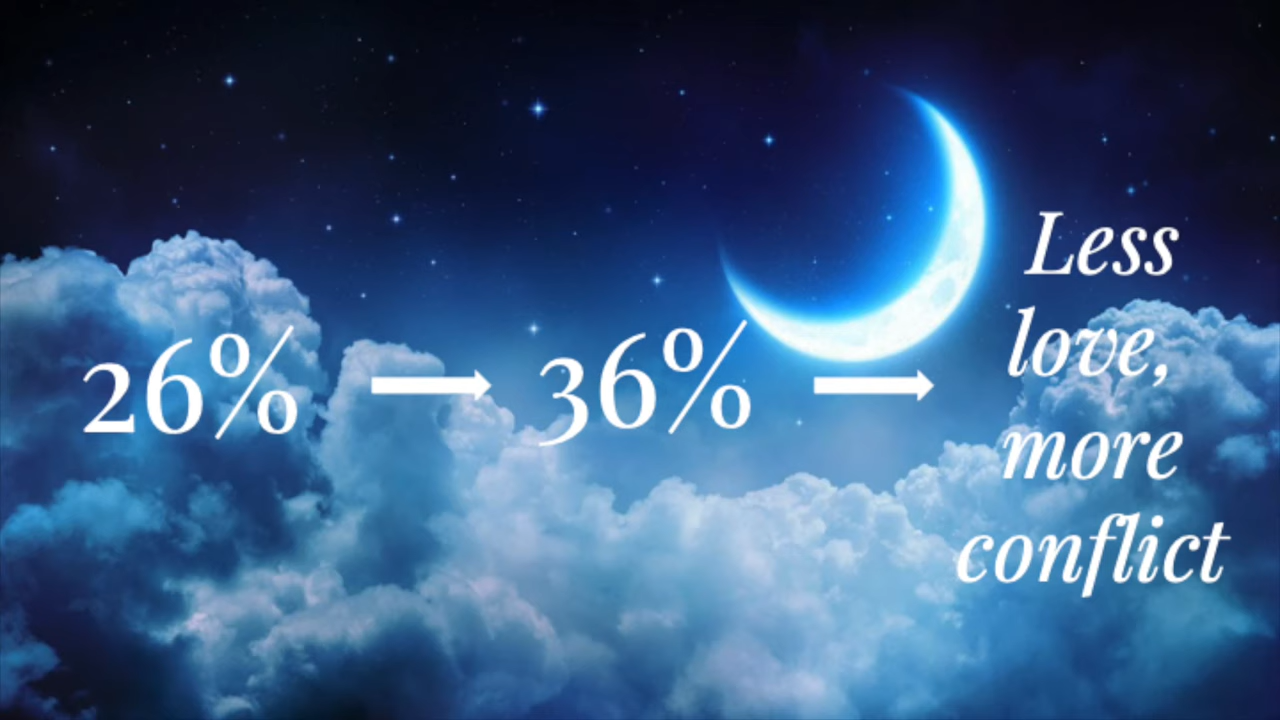 26% → 36% →
Less
love,
more
conflict